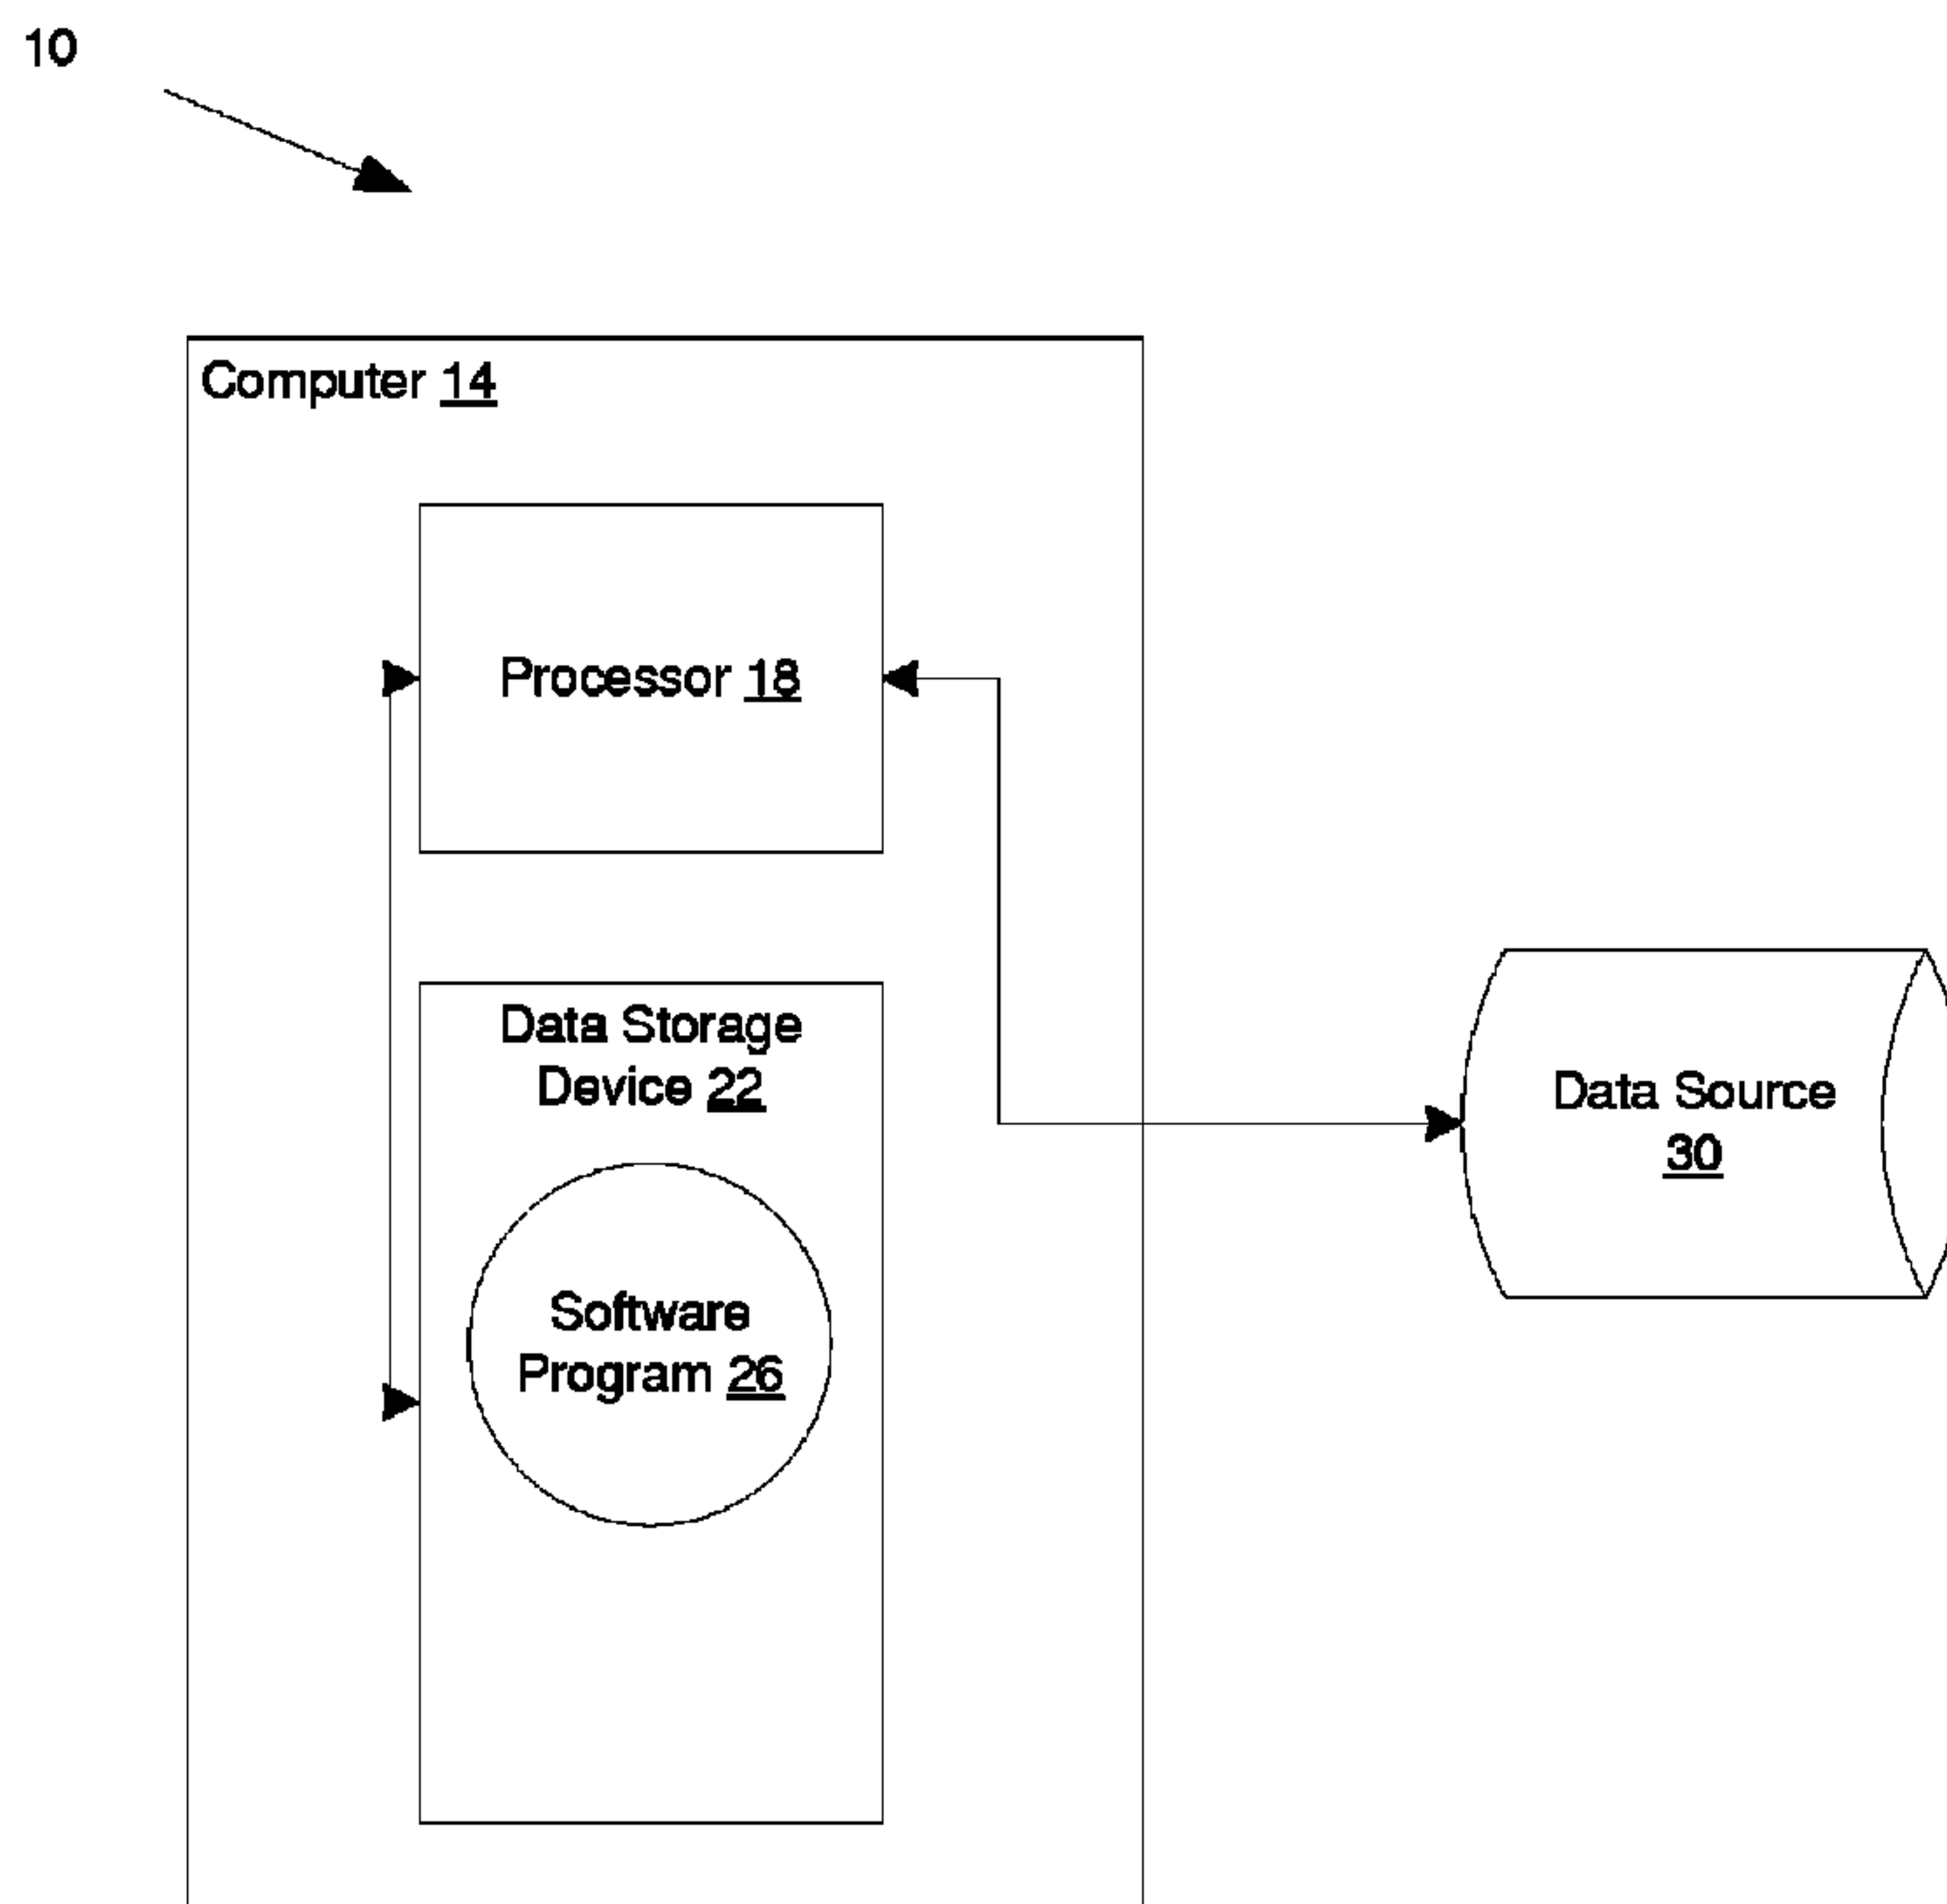 10
Computer 14
Processor 18
Data Storage
Device 22
Software
Program 26
Data Source
30